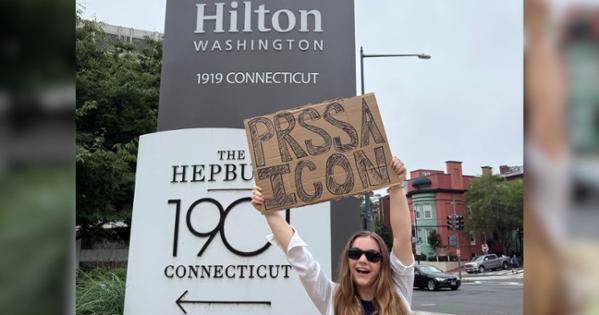 Hilton
WASHINGTON
1919 CONNECTICUT
PRSSA
ICON
THE
HEPBU
190
CONNECTICUT